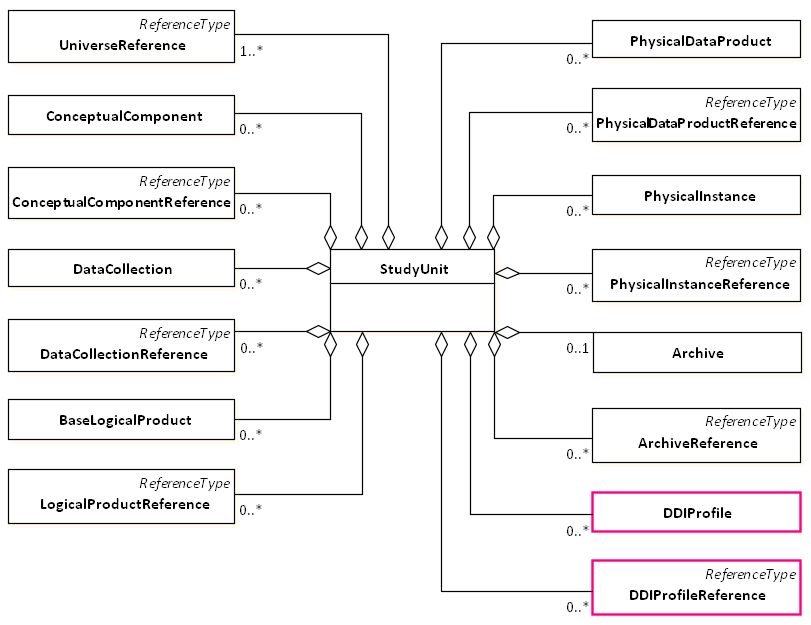 ReferenceType
UniverseReference
1..*
ConceptualComponent
0..*
ReferenceType
ConceptualComponentReference
0..*
DataCollection
0..*
ReferenceType
DataCollectionReference
0..*
BaseLogicalProduct
0..*
ReferenceType
LogicalProductReference
0..*
StudyUnit
PhysicalDataProduct
0..*
ReferenceType
PhysicalDataProductReference
0..*
PhysicalInstance
0..*
ReferenceType
PhysicalInstanceReference
0..*
Archive
0..1
ReferenceType
ArchiveReference
0..*
DDIProfile
0..*
ReferenceType
DDIProfileReference
0..*